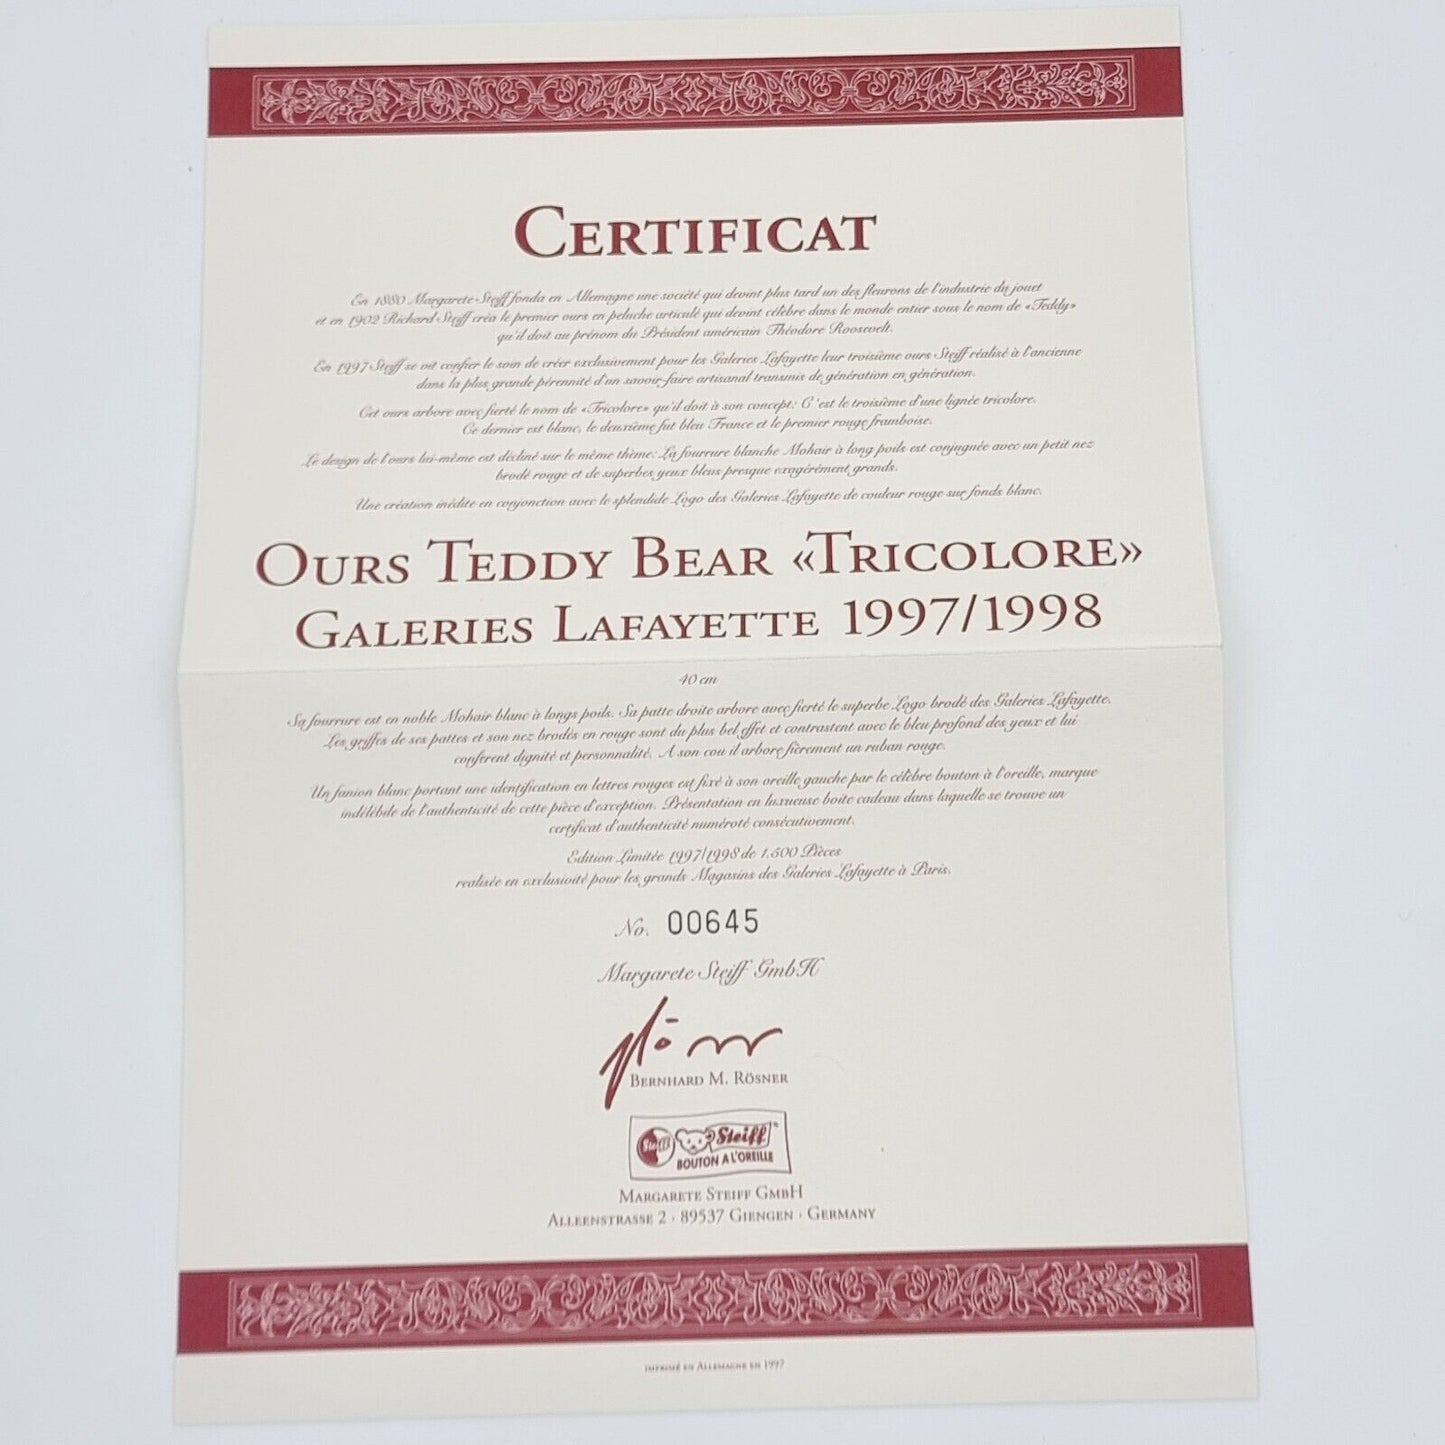 CERTIFICAT
En 1880 Margarete Steiff fonda en Allemagne une société qui devint plus tard un des fleurons de l'industrie du jouet
et en 1902 Richard Steiff créa le premier ours en peluche articulé qui devint célèbre dans le monde entier sous le nom de «Teddy»
qu'il doit au prénom du Président américain Théodore Roosevelt.
En 1997 Steiff se vit confier le soin de créer exclusivement pour les Galeries Lafayette leur troisième ours Steiff réalisé à l'ancienne
dans la plus grande pérennité d'un savoir-faire artisanal transmis de génération en génération.
Cet ours arbore avec fierté le nom de «Tricolore» qu'il doit à son concept: C'est le troisième d'une lignée tricolore.
Ce dernier est blanc, le deuxième fut bleu France et le premier rouge framboise.
Le design de l'ours lui-même est décliné sur le même thème: La fourrure blanche Mohair à long poils est conjuguée avec un petit nez
brodé rouge et de superbes yeux bleus presque exagérément grands.
Une création inédite en conjonction avec le splendide Logo des Galeries Lafayette de couleur rouge sur fonds blanc.
OURS TEDDY BEAR «TRICOLORE»
GALERIES LAFAYETTE 1997/1998
40 cm
Sa fourrure est en noble Mohair blanc à longs poils. Sa patte droite arbore avec fierté le superbe Logo brodé des Galeries Lafayette.
Les griffes de ses pattes et son nez brodés en rouge sont du plus bel effet et contrastent avec le bleu profond des yeux et lui
confèrent dignité et personnalité. A son cou il arbore fièrement un ruban rouge.
Un fanion blanc portant une identification en lettres rouges est fixé à son oreille gauche par le célèbre bouton à l'oreille, marque
indélébile de l'authenticité de cette pièce d'exception. Présentation en luxueuse boite cadeau dans laquelle se trouve un
certificat d'authenticité numéroté consécutivement.
Edition Limitée 1997/1998 de 1.500 Pièces
realisée en exclusivité pour les grands Magasins des Galeries Lafayette à Paris.
No. 00645
Margarete Steiff GmbH
BERNHARD M. RÖSNER
Steiff Steiff™
BOUTON A L'OREILLE
MARGARETE STEIFF GMBH
ALLEENSTRASSE 2 · 89537 GIENGEN · GERMANY
IMPRIMÉ EN ALLEMAGNE EN 1997